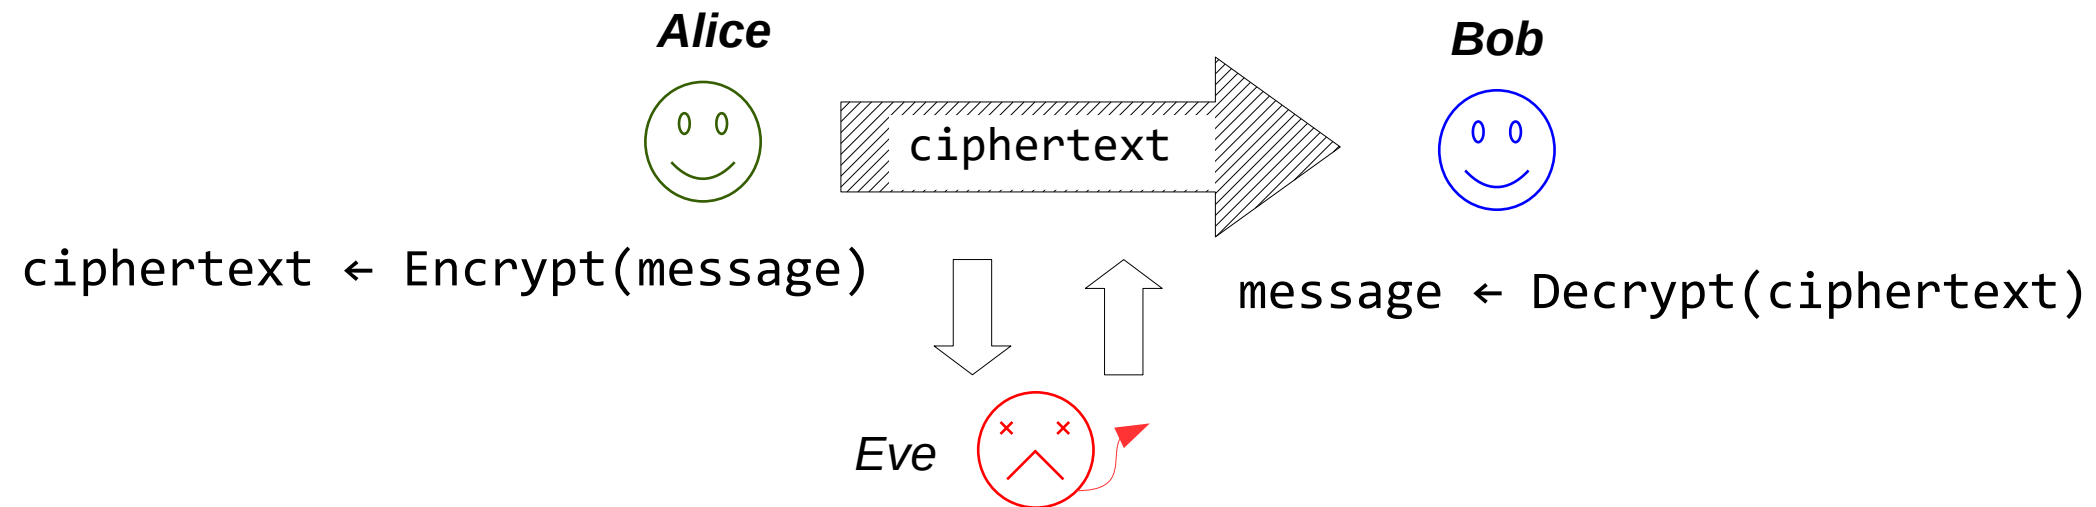 Alice
Bob
ciphertext
ciphertext ← Encrypt(message)
message ← Decrypt(ciphertext)
Eve